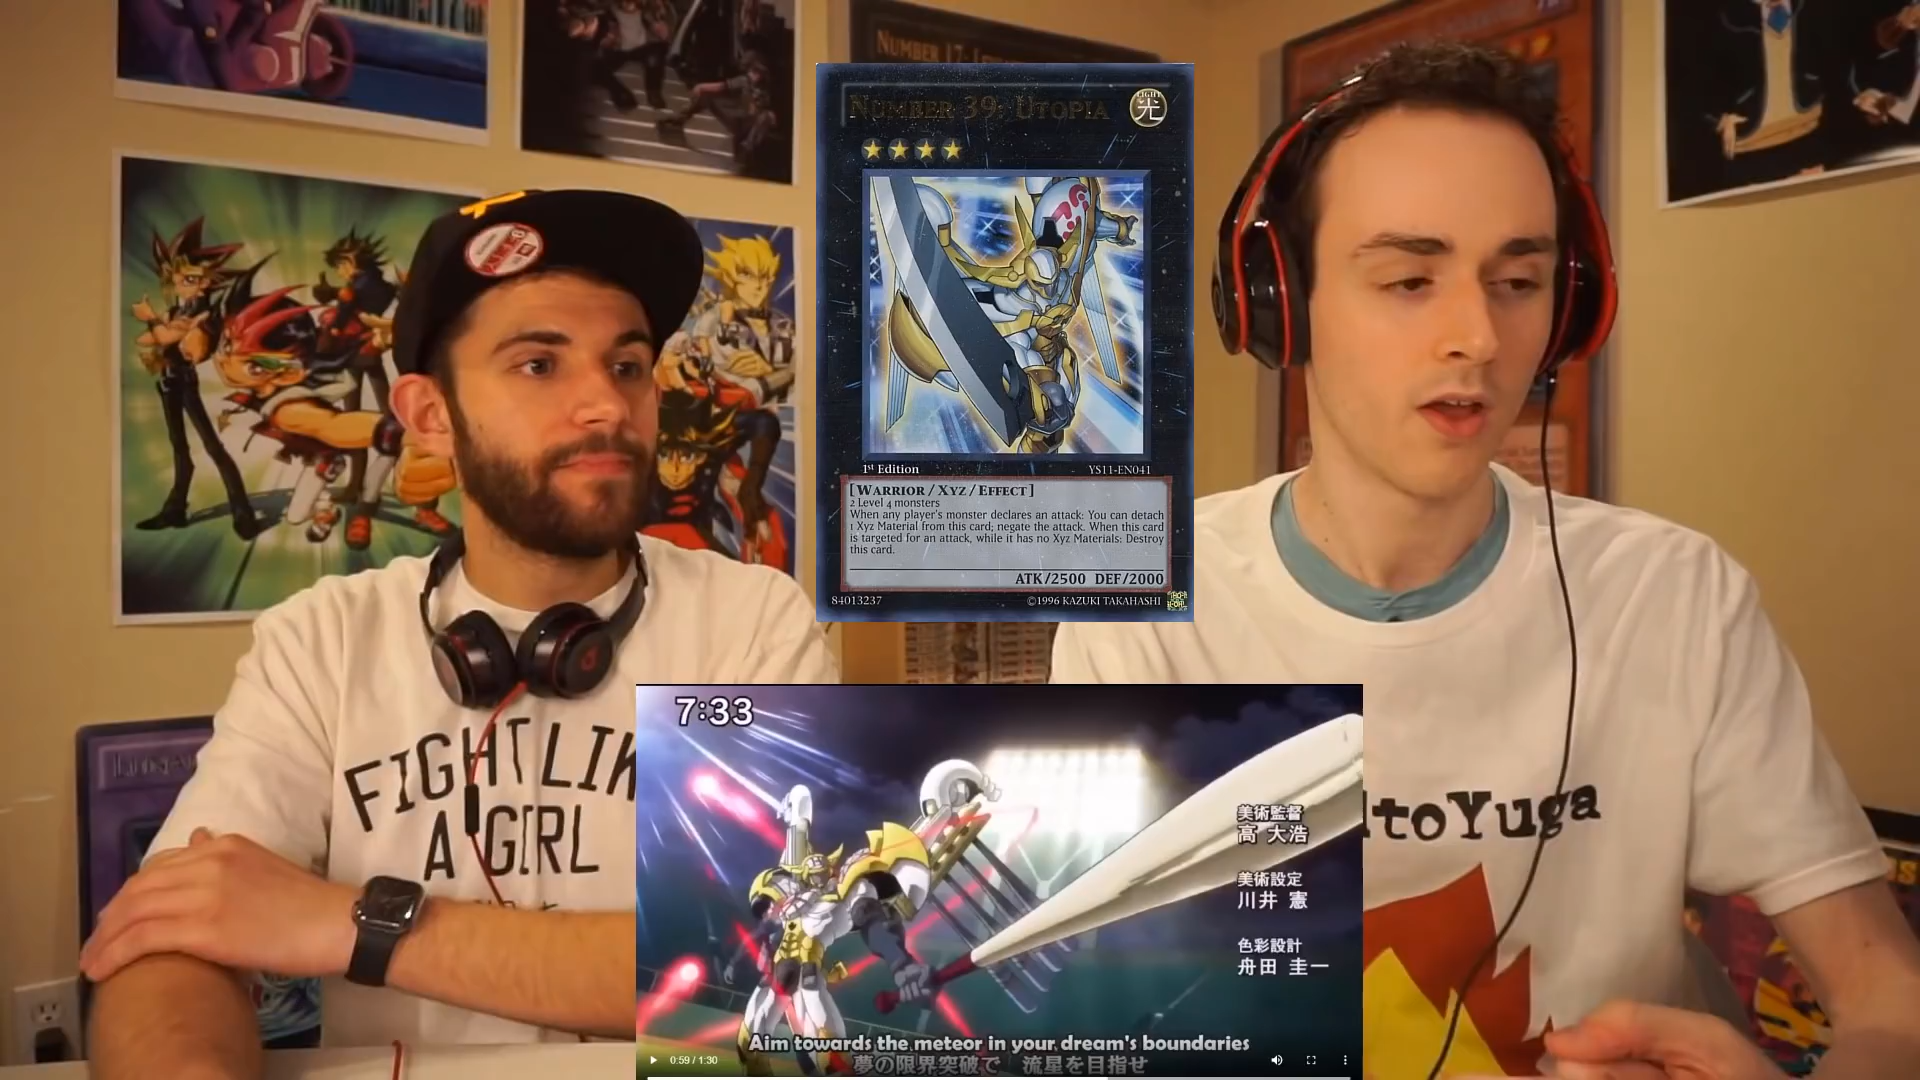 NUMBER 17:
NUMBER 39: UTOPIA
LIGHT
光
1st Edition
YS11-EN041
[WARRIOR/XYZ/EFFECT]
2 Level 4 monsters
When any player's monster declares an attack: You can detach
1 Xyz Material from this card; negate the attack. When this card
is targeted for an attack, while it has no Xyz Materials: Destroy
this card.
ATK/2500 DEF/2000
84013237
©1996 KAZUKI TAKAHASHI
FIGHT LIK
A GIRL
toYuga
7:33
美術監督
高 大浩
美術設定
川井 憲
色彩設計
舟田 圭一
Aim towards the meteor in your dream's boundaries
夢の限界突破で 流星を目指せ
0:59 / 1:30